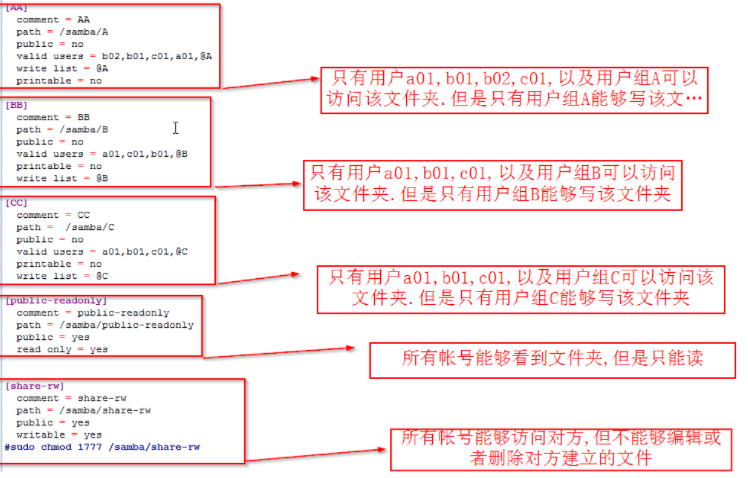 [AA]
comment = AA
path = /samba/A
public = no
valid users = b02,b01,c01,a01,@A
write list = @A
printable = no
只有用户a01,b01,b02,c01,以及用户组A可以
访问该文件夹.但是只有用户组A能够写该文…
[BB]
comment = BB
path = /samba/B
public = no
valid users = a01,c01,b01,@B
printable = no
write list = @B
只有用户a01,b01,c01,以及用户组B可以访问
该文件夹.但是只有用户组B能够写该文件夹
[CC]
comment = CC
path =  /samba/C
public = no
valid users = a01,b01,c01,@C
printable = no
write list = @C
只有用户a01,b01,c01,以及用户组C可以访问该
文件夹.但是只有用户组C能够写该文件夹
[public-readonly]
comment = public-readonly
path = /samba/public-readonly
public = yes
read only = yes
所有帐号能够看到文件夹,但是只能读
[share-rw]
comment = share-rw
path = /samba/share-rw
public = yes
writable = yes
#sudo chmod 1777 /samba/share-rw
所有帐号能够访问对方,但不能够编辑或
者删除对方建立的文件